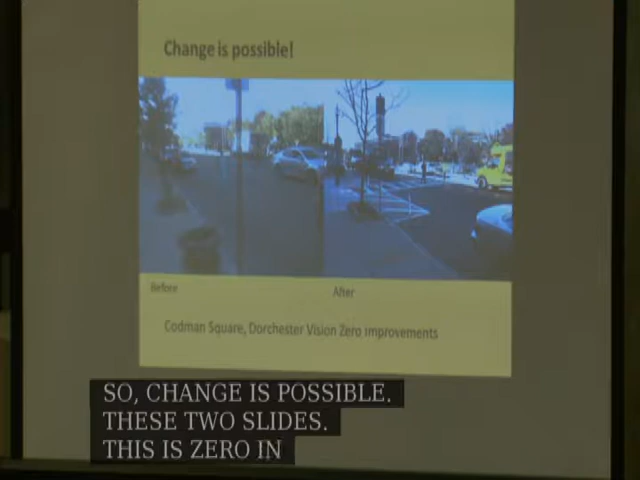 Change is possible!
Before
After
Codman Square, Dorchester Vision Zero improvements
SO, CHANGE IS POSSIBLE.
THESE TWO SLIDES.
THIS IS ZERO IN